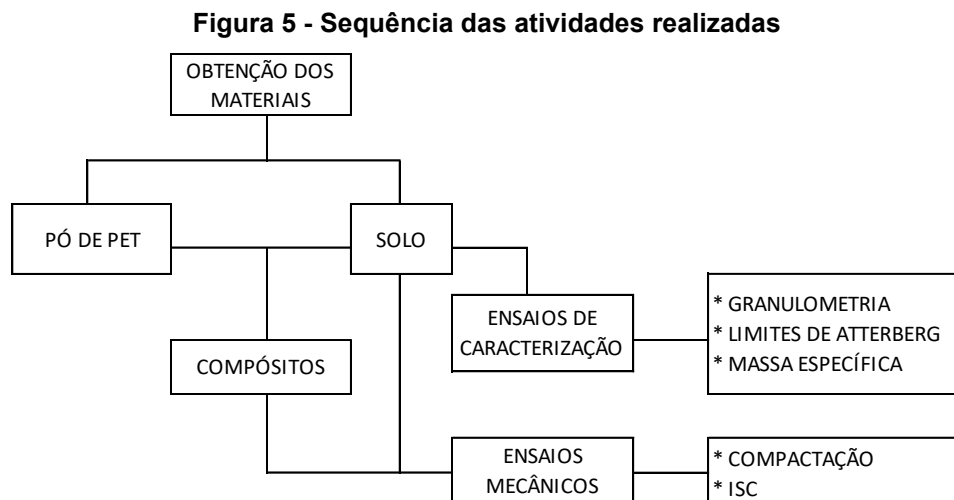 Figura 5 - Sequência das atividades realizadas
OBTENÇÃO DOS
MATERIAIS
PÓ DE PET
SOLO
ENSAIOS DE
CARACTERIZAÇÃO
* GRANULOMETRIA
* LIMITES DE ATTERBERG
* MASSA ESPECÍFICA
COMPÓSITOS
ENSAIOS
MECÂNICOS
* COMPACTAÇÃO
* ISC